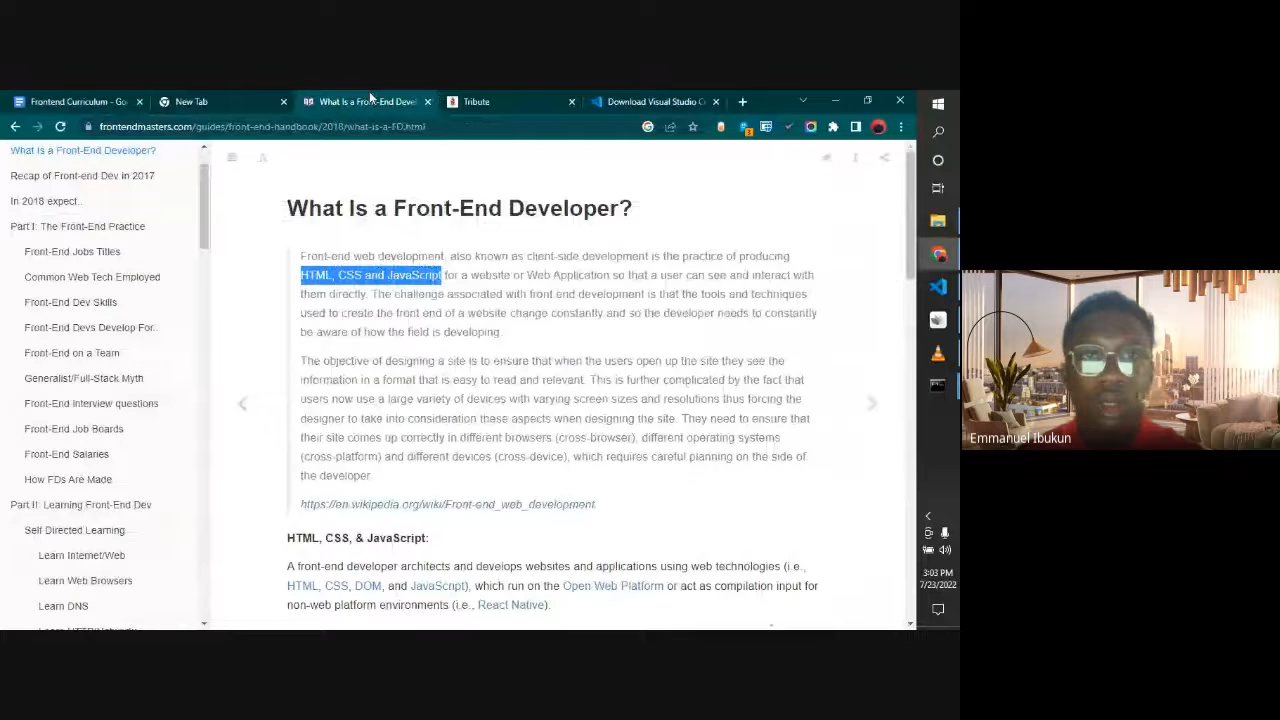 Frontend Curriculum - Go
New Tab
What Is a Front-End Devel
Tribute
Download Visual Studio C
frontendmasters.com/guides/front-end-handbook/2018/what-is-a-FD.html
What Is a Front-End Developer?
Recap of Front-end Dev in 2017
In 2018 expect..
Part I: The Front-End Practice
Front-End Jobs Titles
Common Web Tech Employed
Front-End Dev Skills
Front-End Devs Develop For..
Front-End on a Team
Generalist/Full-Stack Myth
Front-End Interview questions
Front-End Job Boards
Front-End Salaries
How FDs Are Made
Part II: Learning Front-End Dev
Self Directed Learning
Learn Internet/Web
Learn Web Browsers
Learn DNS
What Is a Front-End Developer?
Front-end web development, also known as client-side development is the practice of producing
HTML, CSS and JavaScript for a website or Web Application so that a user can see and interact with
them directly. The challenge associated with front end development is that the tools and techniques
used to create the front end of a website change constantly and so the developer needs to constantly
be aware of how the field is developing.
The objective of designing a site is to ensure that when the users open up the site they see the
information in a format that is easy to read and relevant. This is further complicated by the fact that
users now use a large variety of devices with varying screen sizes and resolutions thus forcing the
designer to take into consideration these aspects when designing the site. They need to ensure that
their site comes up correctly in different browsers (cross-browser), different operating systems
(cross-platform) and different devices (cross-device), which requires careful planning on the side of
the developer.
https://en.wikipedia.org/wiki/Front-end_web_development
HTML, CSS, & JavaScript:
A front-end developer architects and develops websites and applications using web technologies (i.e.,
HTML, CSS, DOM, and JavaScript), which run on the Open Web Platform or act as compilation input for
non-web platform environments (i.e., React Native).
3:03 PM
7/23/2022
Emmanuel Ibukun